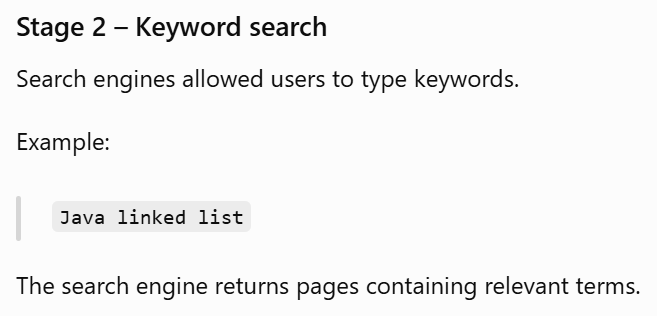 Stage 2 – Keyword search
Search engines allowed users to type keywords.
Example:
Java linked list
The search engine returns pages containing relevant terms.